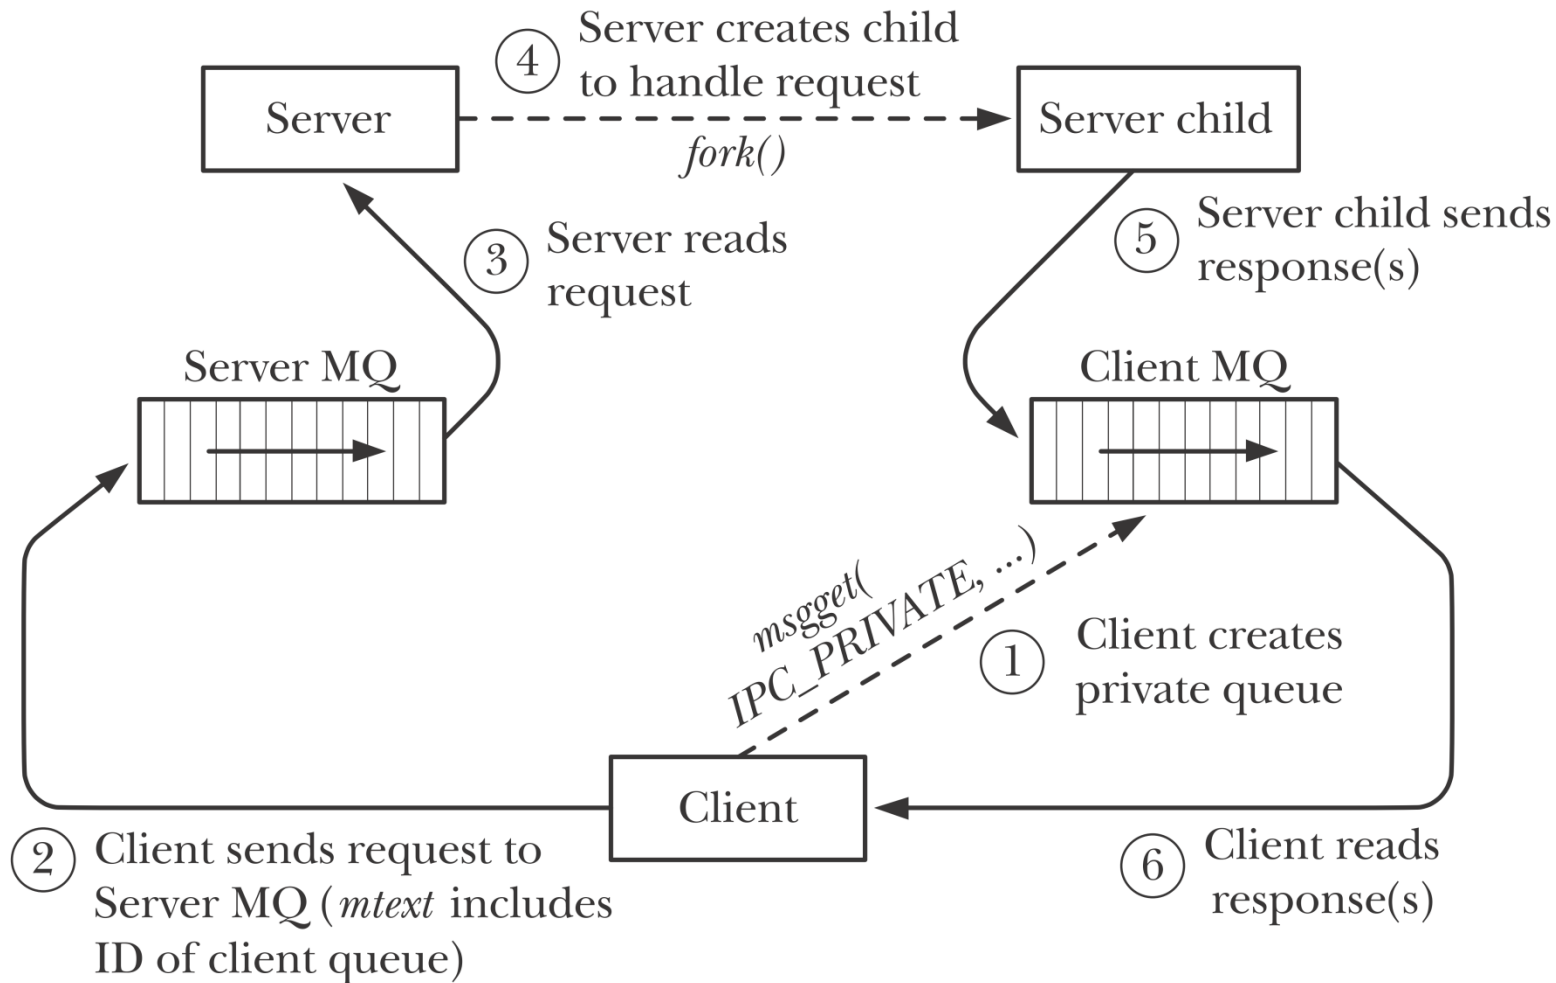 4
Server creates child
to handle request
Server
fork()
Server child
3
Server reads
request
5
Server child sends
response(s)
Server MQ
Client MQ
msgget(
IPC_PRIVATE, ...)
1
Client creates
private queue
Client
2
Client sends request to
Server MQ (mtext includes
ID of client queue)
6
Client reads
response(s)